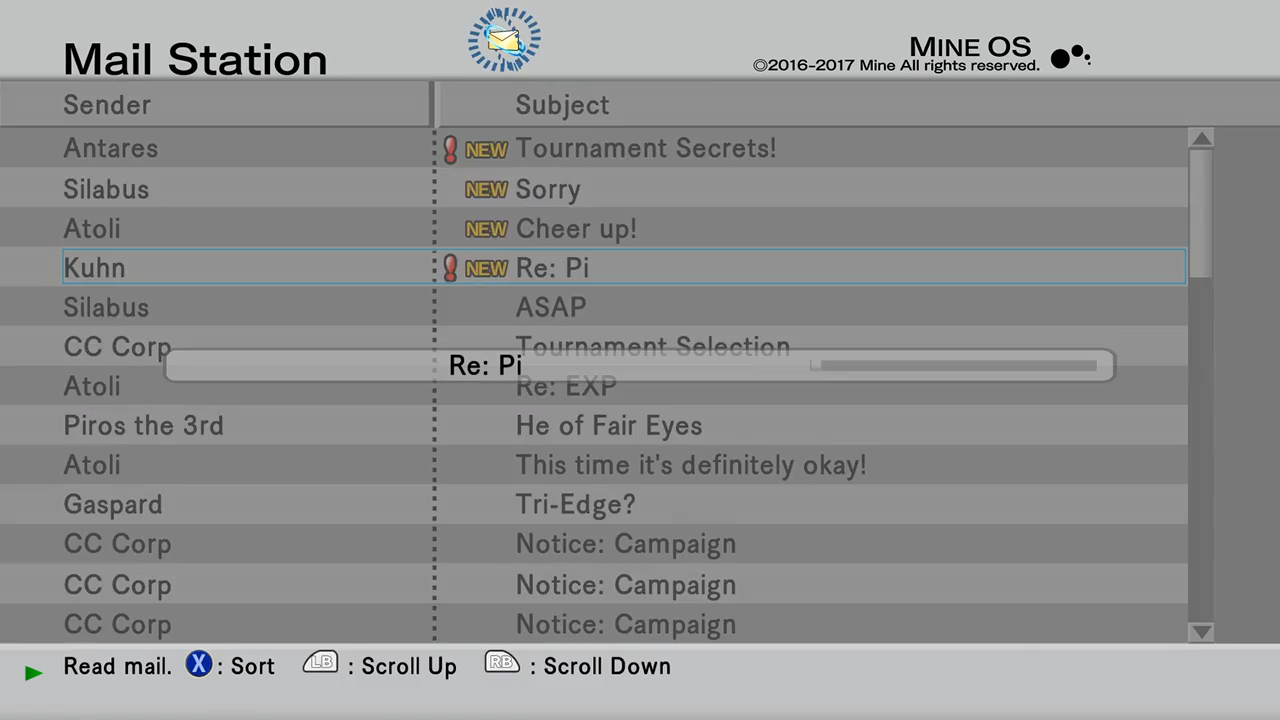 Mail Station
MINE OS
©2016-2017 Mine All rights reserved.
Sender Subject
Antares NEW Tournament Secrets!
Silabus NEW Sorry
Atoli NEW Cheer up!
Kuhn NEW Re: Pi
Silabus ASAP
CC Corp Tournament Selection
Re: Pi
Atoli Re: EXP
Piros the 3rd He of Fair Eyes
Atoli This time it's definitely okay!
Gaspard Tri-Edge?
CC Corp Notice: Campaign
CC Corp Notice: Campaign
CC Corp Notice: Campaign
Read mail. X : Sort LB : Scroll Up RB : Scroll Down